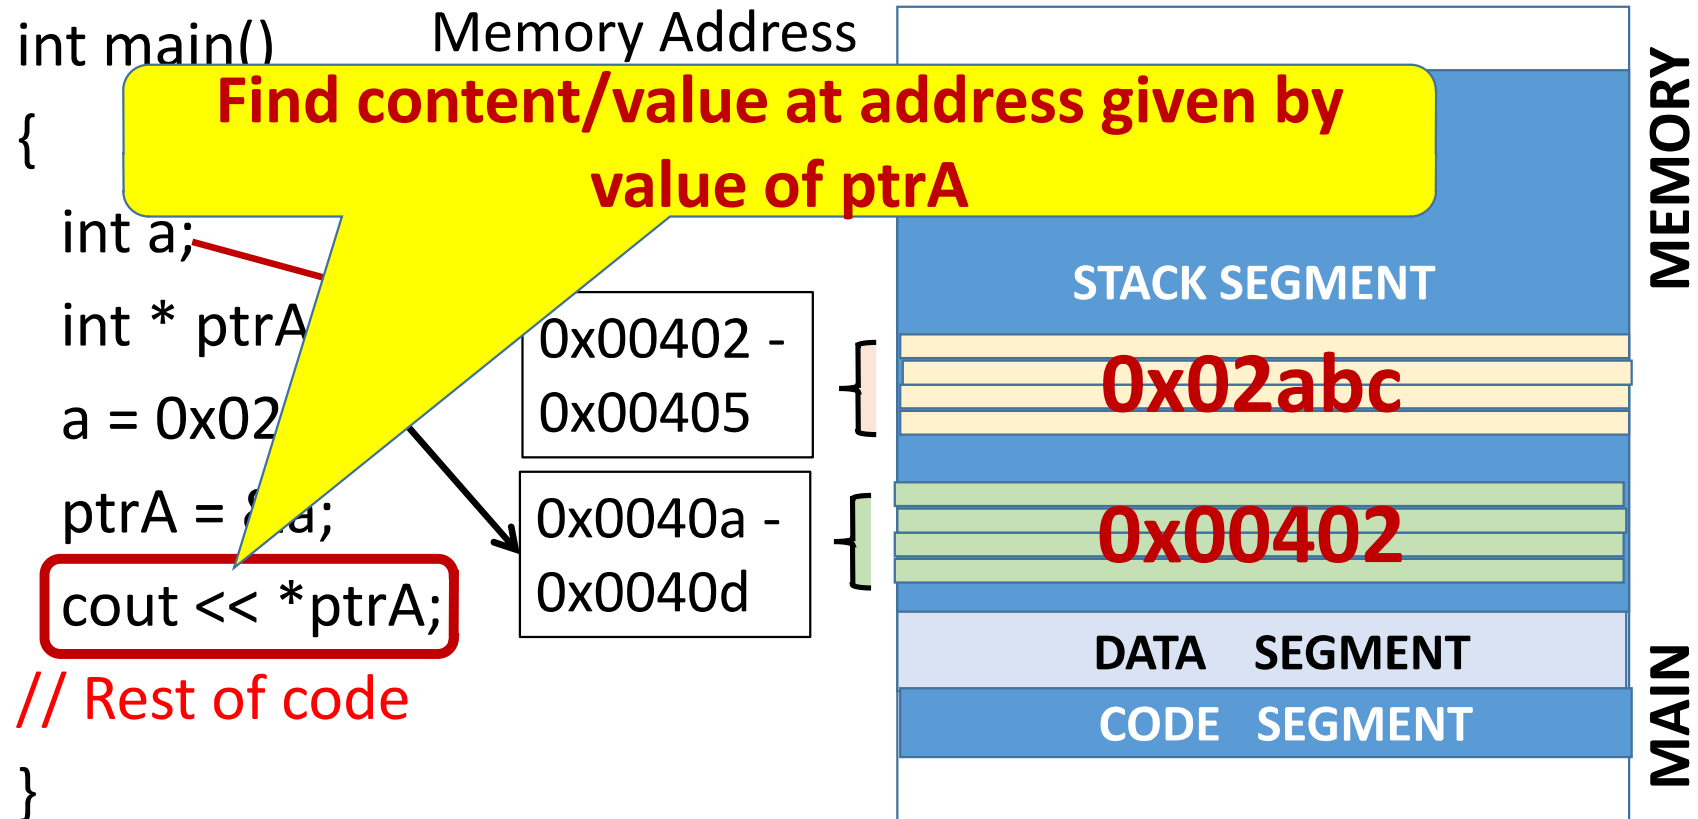 int main()
Memory Address
{
Find content/value at address given by
value of ptrA
int a;
int * ptrA
a = 0x02
ptrA = &a;
cout << *ptrA;
// Rest of code
}
0x00402 -
0x00405
0x0040a -
0x0040d
STACK SEGMENT
0x02abc
0x00402
DATA SEGMENT
CODE SEGMENT
MAIN MEMORY